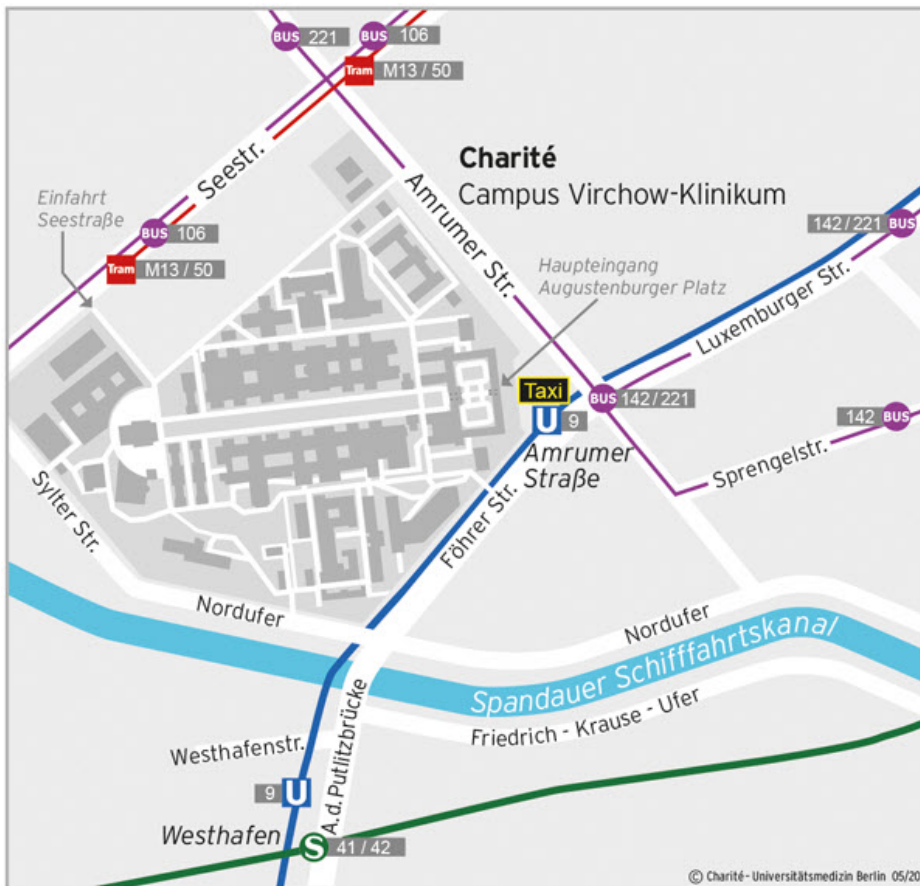 BUS 221
BUS 106
Tram M13 / 50
Charité
Campus Virchow-Klinikum
Seestr.
Amrumer Str.
Einfahrt
Seestraße
BUS 106
Tram M13 / 50
142 / 221 BUS
Haupteingang
Augustenburger Platz
Luxemburger Str.
Taxi
U 9
BUS 142 / 221
142 BUS
Amrumer
Straße
Sprengelstr.
Sylter Str.
Föhrer Str.
Nordufer
Nordufer
Spandauer Schifffahrtskanal
Friedrich - Krause - Ufer
Westhafenstr.
A. d. Putlitzbrücke
9 U
Westhafen
S 41 / 42
© Charité - Universitätsmedizin Berlin 05/20